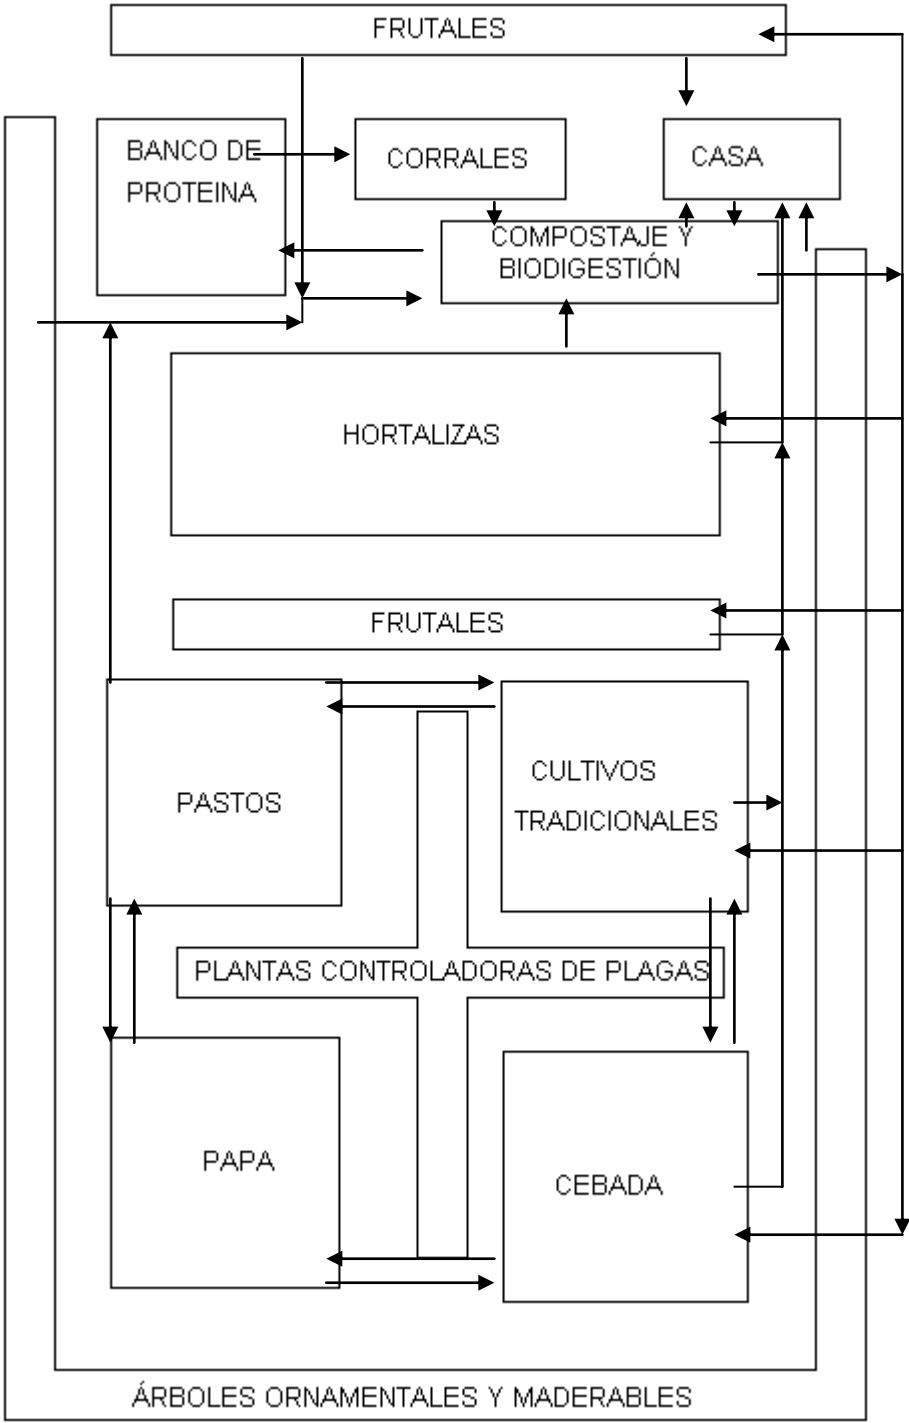 FRUTALES
BANCO DE
PROTEINA
CORRALES
CASA
COMPOSTAJE Y
BIODIGESTIÓN
HORTALIZAS
FRUTALES
PASTOS
CULTIVOS
TRADICIONALES
PLANTAS CONTROLADORAS DE PLAGAS
PAPA
CEBADA
ÁRBOLES ORNAMENTALES Y MADERABLES